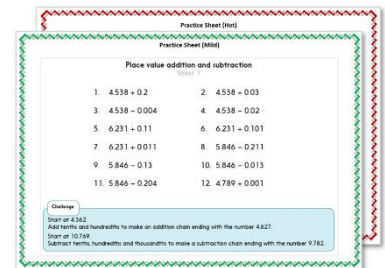 Practice Sheet (Hot)
Practice Sheet (Mild)
Place value addition and subtraction
Sheet 1
1. 4.538 + 0.2 2. 4.538 + 0.03
3. 4.538 – 0.004 4. 4.538 – 0.02
5. 6.231 + 0.11 6. 6.231 + 0.101
7. 6.231 + 0.011 8. 5.846 – 0.211
9. 5.846 – 0.13 10. 5.846 – 0.013
11. 5.846 – 0.204 12. 4.789 + 0.001
Challenge
Start at 4.362.
Add tenths and hundredths to make an addition chain ending with the number 4.627.
Start at 10.769.
Subtract tenths, hundredths and thousandths to make a subtraction chain ending with the number 9.782.